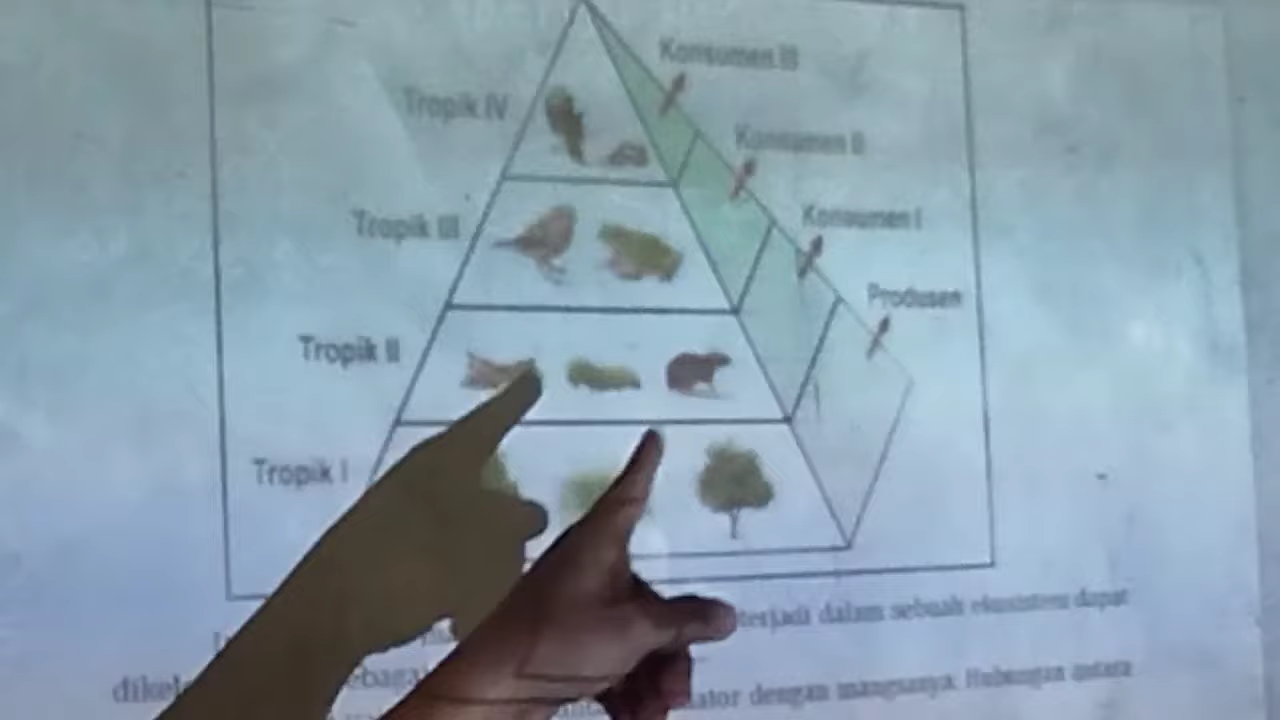 Konsumen III
Tropik IV
Konsumen II
Tropik III
Konsumen I
Produsen
Tropik II
Tropik I
terjadi dalam sebuah ekosistem dapat
dikel ebagai ator dengan mangsanya. Hubungan antara